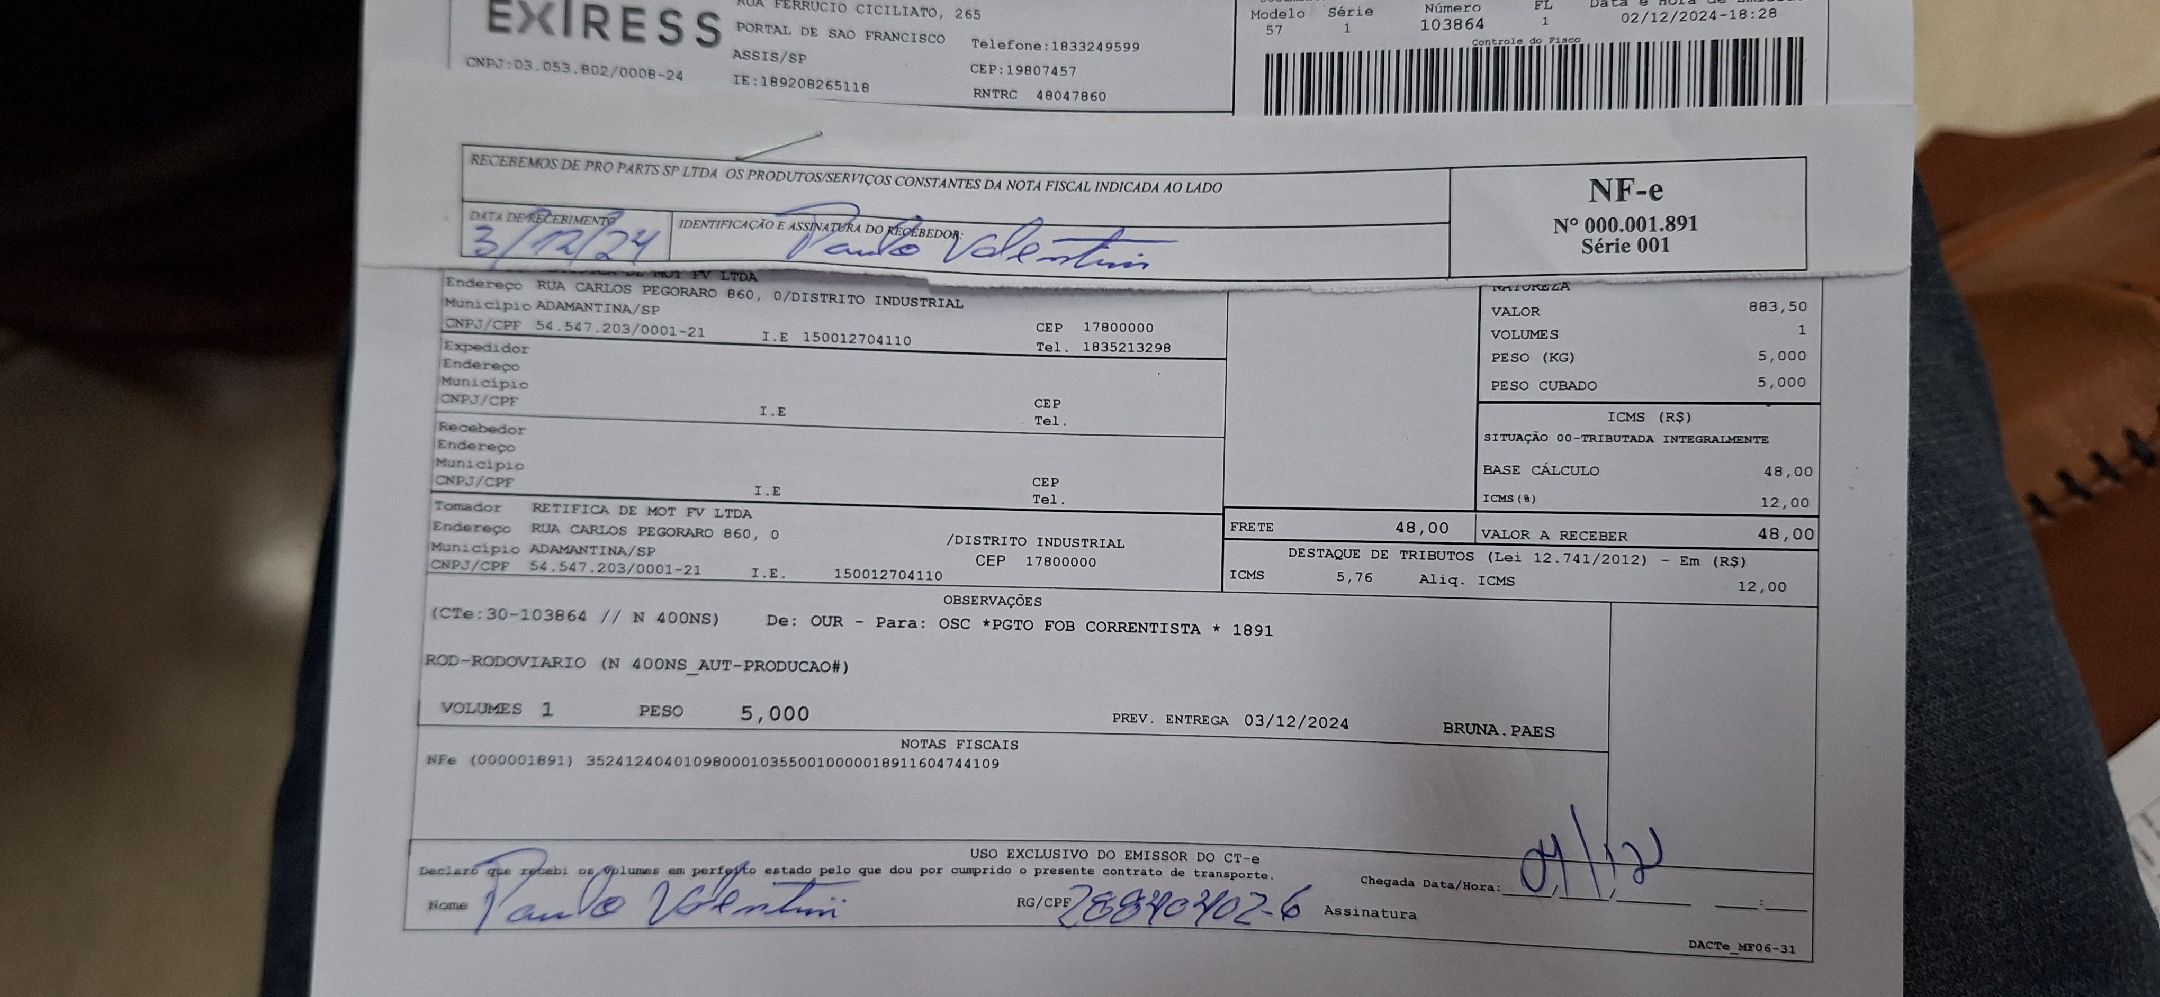 EXIRESS
RUA FERRUCIO CICILIATO, 265
PORTAL DE SAO FRANCISCO
ASSIS/SP
CNPJ:03.053.802/0008-24
IE:189208265118
Telefone:1833249599
CEP:19807457
RNTRC 48047860
Modelo Série Número FL Data e Hora de
57 1 103864 1 02/12/2024-18:28
Controle do Fisco
RECEBEMOS DE PRO PARTS SP LTDA OS PRODUTOS/SERVIÇOS CONSTANTES DA NOTA FISCAL INDICADA AO LADO
DATA DE RECEBIMENTO
3/12/24
IDENTIFICAÇÃO E ASSINATURA DO RECEBEDOR:
Paulo Valentim
NF-e
Nº 000.001.891
Série 001
DE MOT FV LTDA
Endereço RUA CARLOS PEGORARO 860, 0/DISTRITO INDUSTRIAL
Município ADAMANTINA/SP CEP 17800000
CNPJ/CPF 54.547.203/0001-21 I.E 150012704110 Tel. 1835213298
Expedidor
Endereço
Município CEP
CNPJ/CPF I.E Tel.
Recebedor
Endereço
Município CEP
CNPJ/CPF I.E Tel.
Tomador RETIFICA DE MOT FV LTDA
Endereço RUA CARLOS PEGORARO 860, 0 /DISTRITO INDUSTRIAL
Município ADAMANTINA/SP CEP 17800000
CNPJ/CPF 54.547.203/0001-21 I.E. 150012704110
NATUREZA
VALOR 883,50
VOLUMES 1
PESO (KG) 5,000
PESO CUBADO 5,000
ICMS (R$)
SITUAÇÃO 00-TRIBUTADA INTEGRALMENTE
BASE CÁLCULO 48,00
ICMS(%) 12,00
FRETE 48,00 VALOR A RECEBER 48,00
DESTAQUE DE TRIBUTOS (Lei 12.741/2012) - Em (R$)
ICMS 5,76 Aliq. ICMS 12,00
OBSERVAÇÕES
(CTe:30-103864 // N 400NS) De: OUR - Para: OSC *PGTO FOB CORRENTISTA * 1891
ROD-RODOVIARIO (N 400NS_AUT-PRODUCAO#)
VOLUMES 1 PESO 5,000 PREV. ENTREGA 03/12/2024 BRUNA.PAES
NOTAS FISCAIS
NFe (000001891) 35241240401098000103550010000018911604744109
USO EXCLUSIVO DO EMISSOR DO CT-e
Declaro que recebi os volumes em perfeito estado pelo que dou por cumprido o presente contrato de transporte.
Nome Paulo Valentim RG/CPF Assinatura
Chegada Data/Hora:
DACTe_MF06-31